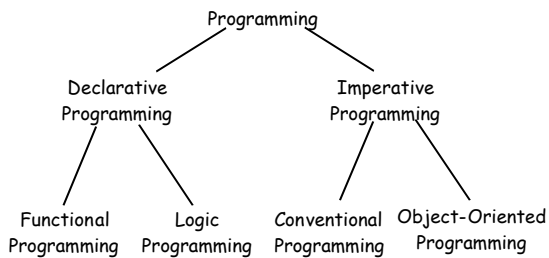 Programming
Declarative
Programming
Imperative
Programming
Functional
Programming
Logic
Programming
Conventional
Programming
Object-Oriented
Programming